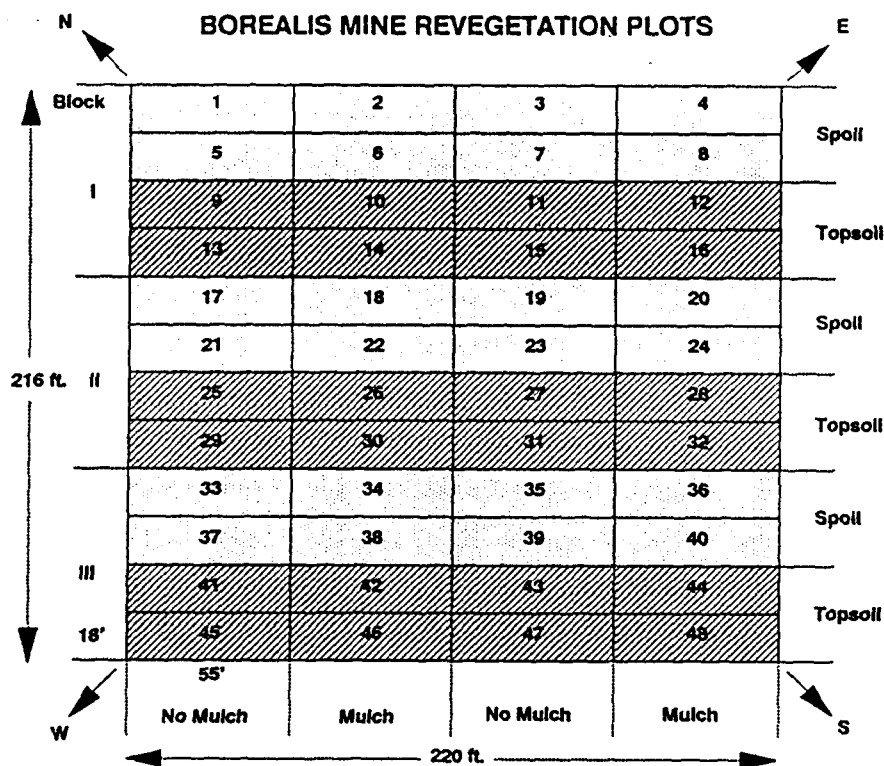 N BOREALIS MINE REVEGETATION PLOTS E
Block 1 2 3 4
Spoil
5 6 7 8
I 9 10 11 12
Topsoil
13 14 15 16
17 18 19 20
Spoil
21 22 23 24
216 ft. II 25 26 27 28
Topsoil
29 30 31 32
33 34 35 36
Spoil
37 38 39 40
III 41 42 43 44
Topsoil
18' 45 46 47 48
55'
No Mulch Mulch No Mulch Mulch
W S
220 ft.